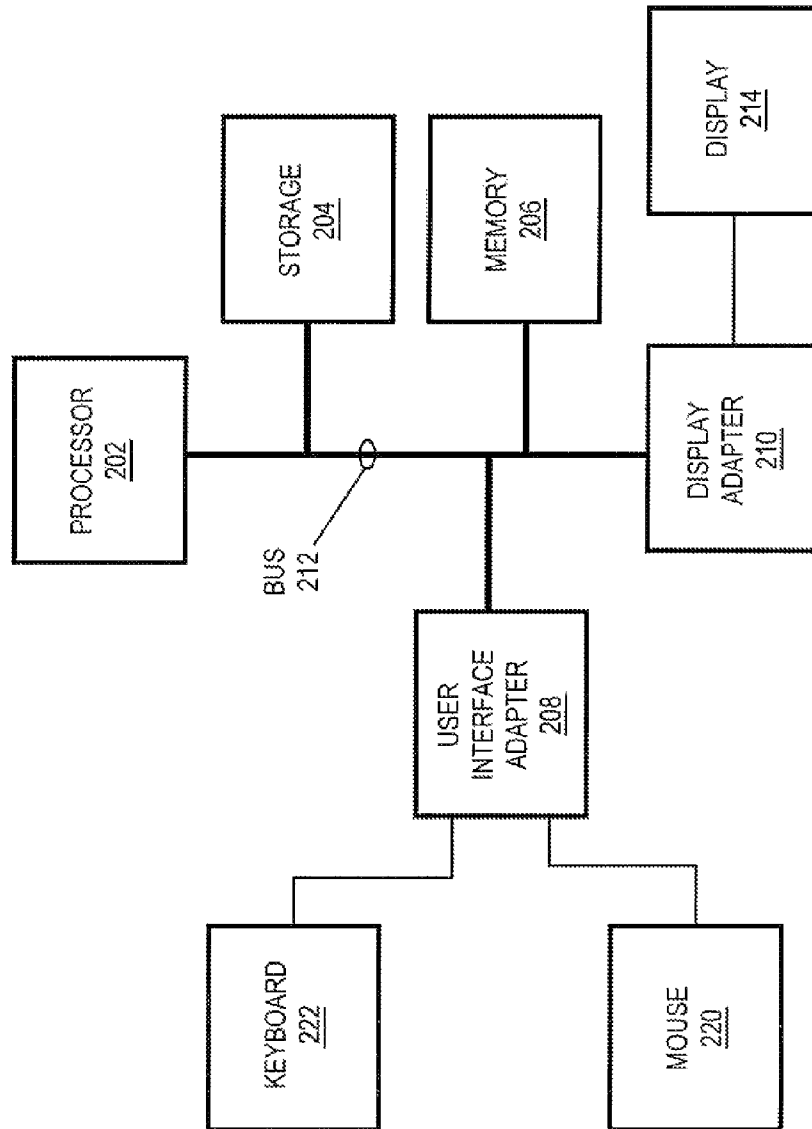 PROCESSOR
202
STORAGE
204
BUS
212
MEMORY
206
USER
INTERFACE
ADAPTER
208
DISPLAY
ADAPTER
210
DISPLAY
214
KEYBOARD
222
MOUSE
220